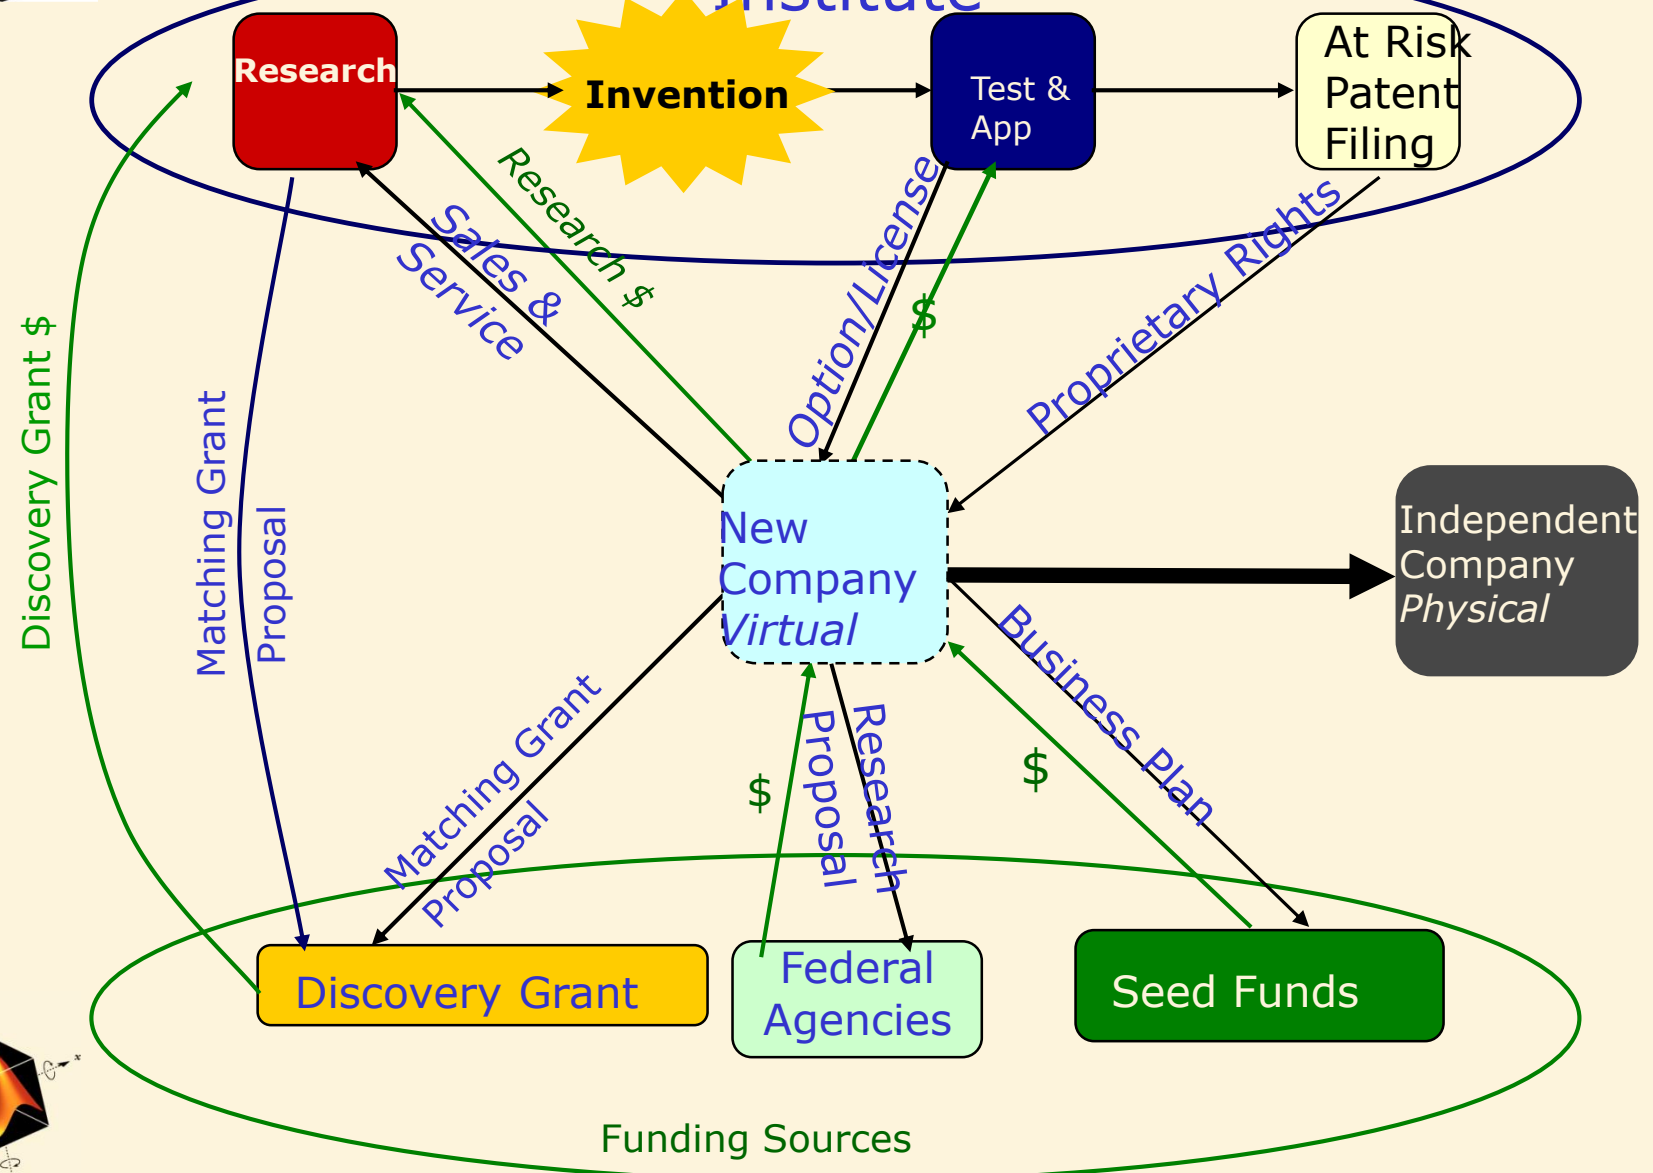 Institute
Research
Invention
Test &
App
At Risk
Patent
Filing
Research $
Sales &
Service
Option/License
$
Proprietary Rights
Discovery Grant $
Matching Grant
Proposal
New
Company
Virtual
Independent
Company
Physical
Matching Grant
Proposal
$
Research
Proposal
$
Business Plan
Discovery Grant
Federal
Agencies
Seed Funds
Funding Sources
x